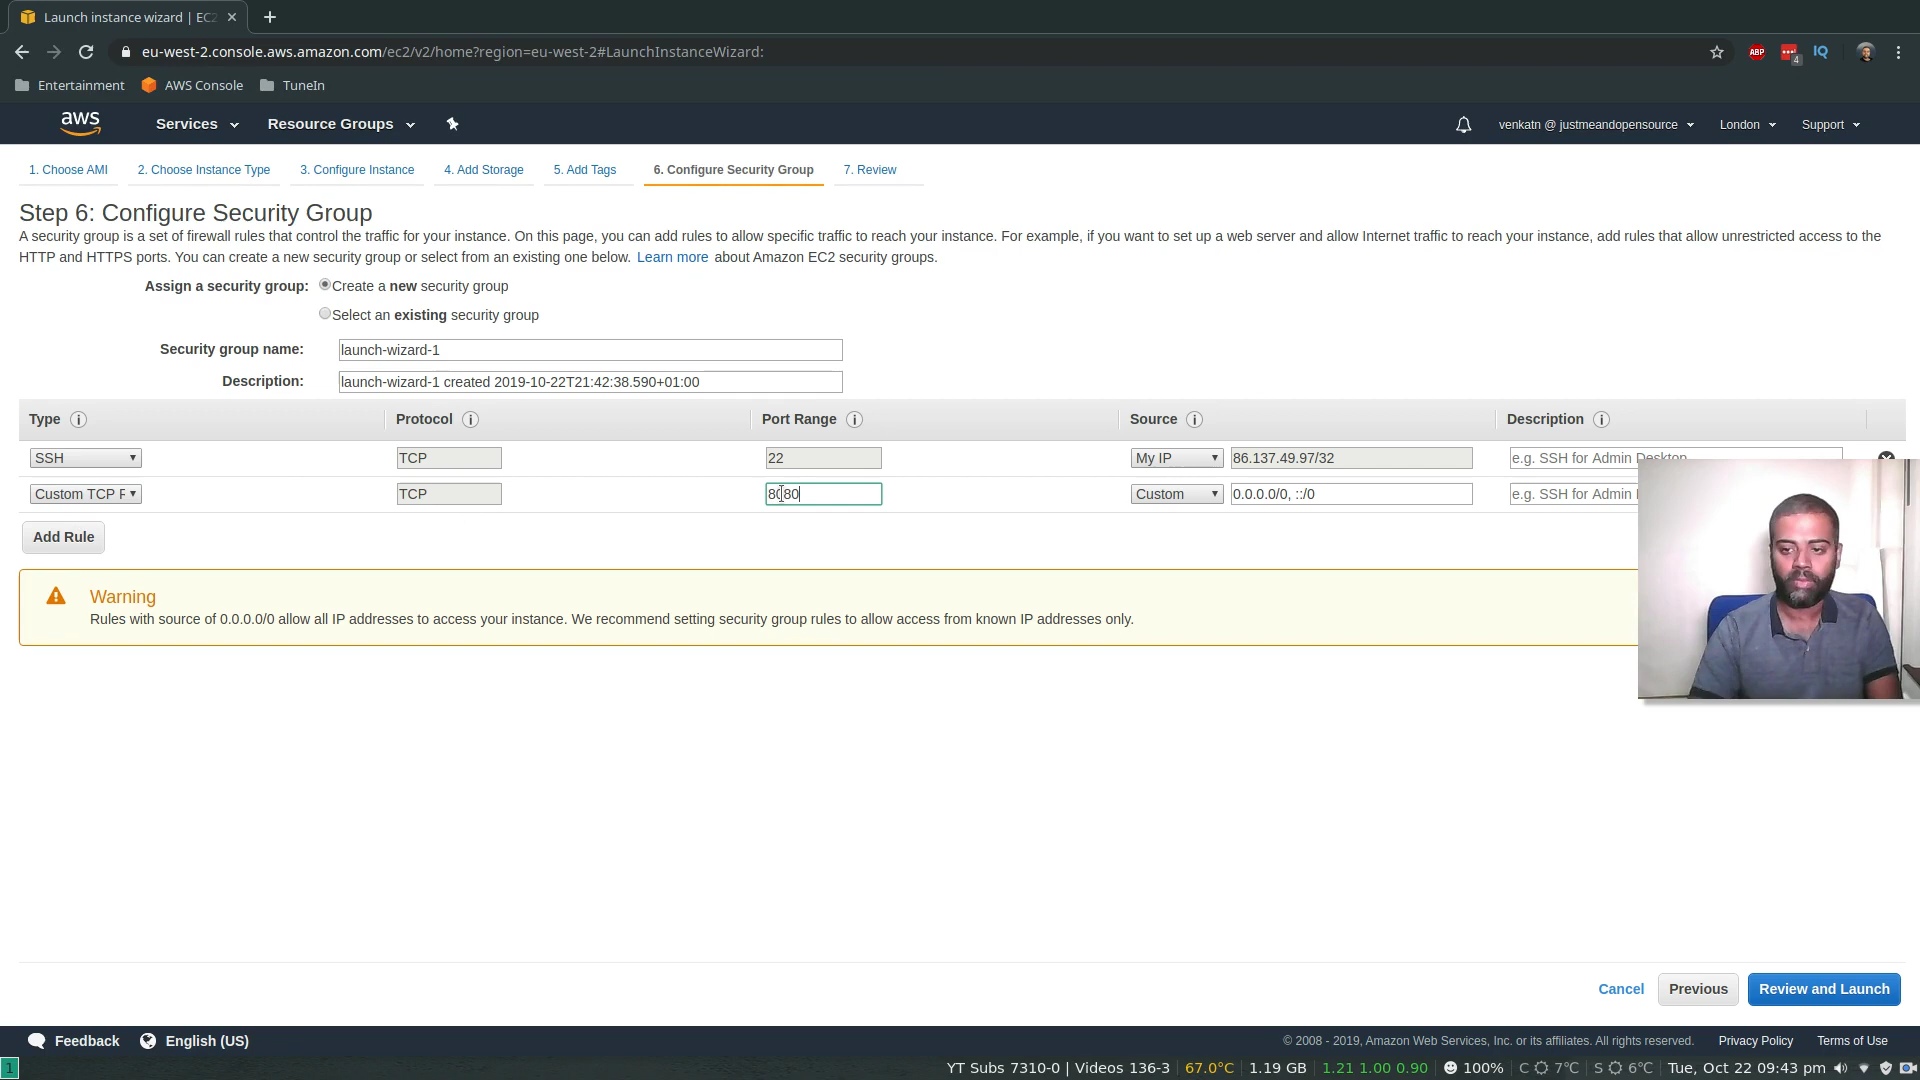 Launch instance wizard | EC2
eu-west-2.console.aws.amazon.com/ec2/v2/home?region=eu-west-2#LaunchInstanceWizard:
ABP
4
IQ
Entertainment
AWS Console
TuneIn
aws
Services
Resource Groups
venkatn @ justmeandopensource
London
Support
1. Choose AMI
2. Choose Instance Type
3. Configure Instance
4. Add Storage
5. Add Tags
6. Configure Security Group
7. Review
Step 6: Configure Security Group
A security group is a set of firewall rules that control the traffic for your instance. On this page, you can add rules to allow specific traffic to reach your instance. For example, if you want to set up a web server and allow Internet traffic to reach your instance, add rules that allow unrestricted access to the
HTTP and HTTPS ports. You can create a new security group or select from an existing one below. Learn more about Amazon EC2 security groups.
Assign a security group:
Create a new security group
Select an existing security group
Security group name:
launch-wizard-1
Description:
launch-wizard-1 created 2019-10-22T21:42:38.590+01:00
Type
Protocol
Port Range
Source
Description
SSH
TCP
22
My IP
86.137.49.97/32
e.g. SSH for Admin Desktop
Custom TCP F
TCP
8080
Custom
0.0.0.0/0, ::/0
e.g. SSH for Admin
Add Rule
Warning
Rules with source of 0.0.0.0/0 allow all IP addresses to access your instance. We recommend setting security group rules to allow access from known IP addresses only.
Cancel
Previous
Review and Launch
Feedback
English (US)
© 2008 - 2019, Amazon Web Services, Inc. or its affiliates. All rights reserved.
Privacy Policy
Terms of Use
1
YT Subs 7310-0 | Videos 136-3
67.0°C
1.19 GB
1.21 1.00 0.90
100%
C
7°C
S
6°C
Tue, Oct 22 09:43 pm